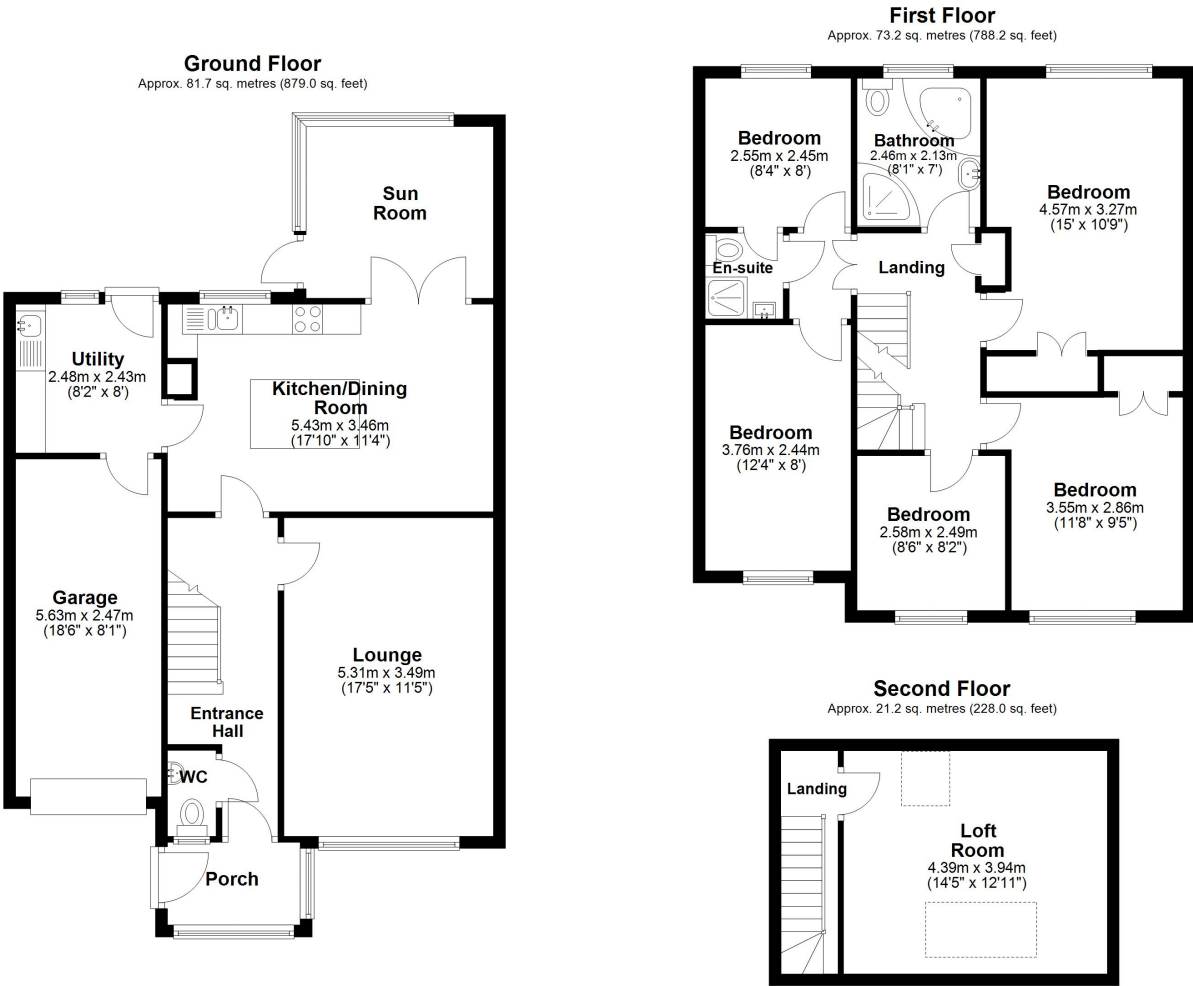 Ground Floor
Approx. 81.7 sq. metres (879.0 sq. feet)
Sun
Room
Utility
2.48m x 2.43m
(8'2" x 8')
Kitchen/Dining
Room
5.43m x 3.46m
(17'10" x 11'4")
Garage
5.63m x 2.47m
(18'6" x 8'1")
Lounge
5.31m x 3.49m
(17'5" x 11'5")
Entrance
Hall
WC
Porch
First Floor
Approx. 73.2 sq. metres (788.2 sq. feet)
Bedroom
2.55m x 2.45m
(8'4" x 8')
Bathroom
2.46m x 2.13m
(8'1" x 7')
Bedroom
4.57m x 3.27m
(15' x 10'9")
En-suite
Landing
Bedroom
3.76m x 2.44m
(12'4" x 8')
Bedroom
2.58m x 2.49m
(8'6" x 8'2")
Bedroom
3.55m x 2.86m
(11'8" x 9'5")
Second Floor
Approx. 21.2 sq. metres (228.0 sq. feet)
Landing
Loft
Room
4.39m x 3.94m
(14'5" x 12'11")